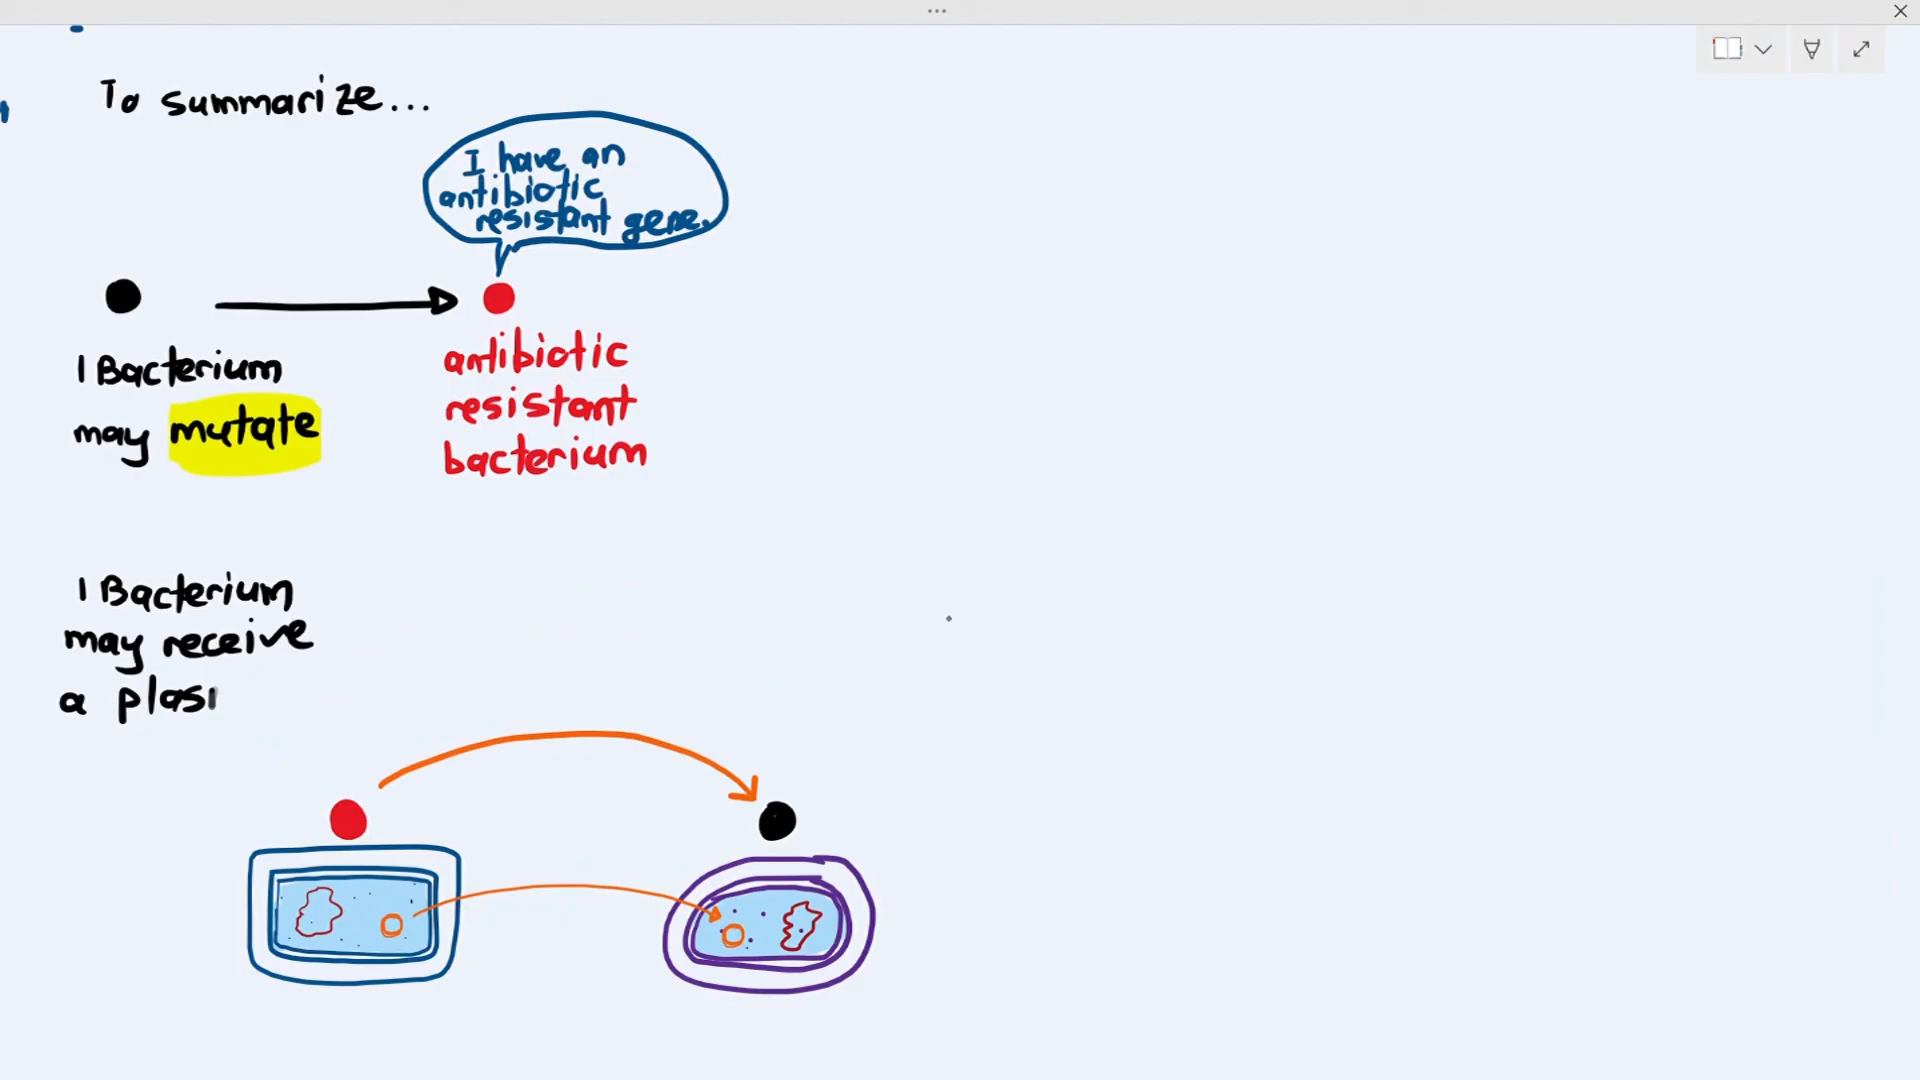 To summarize...
I have an
antibiotic
resistant gene.
1 Bacterium
may mutate
antibiotic
resistant
bacterium
1 Bacterium
may receive
a plasi